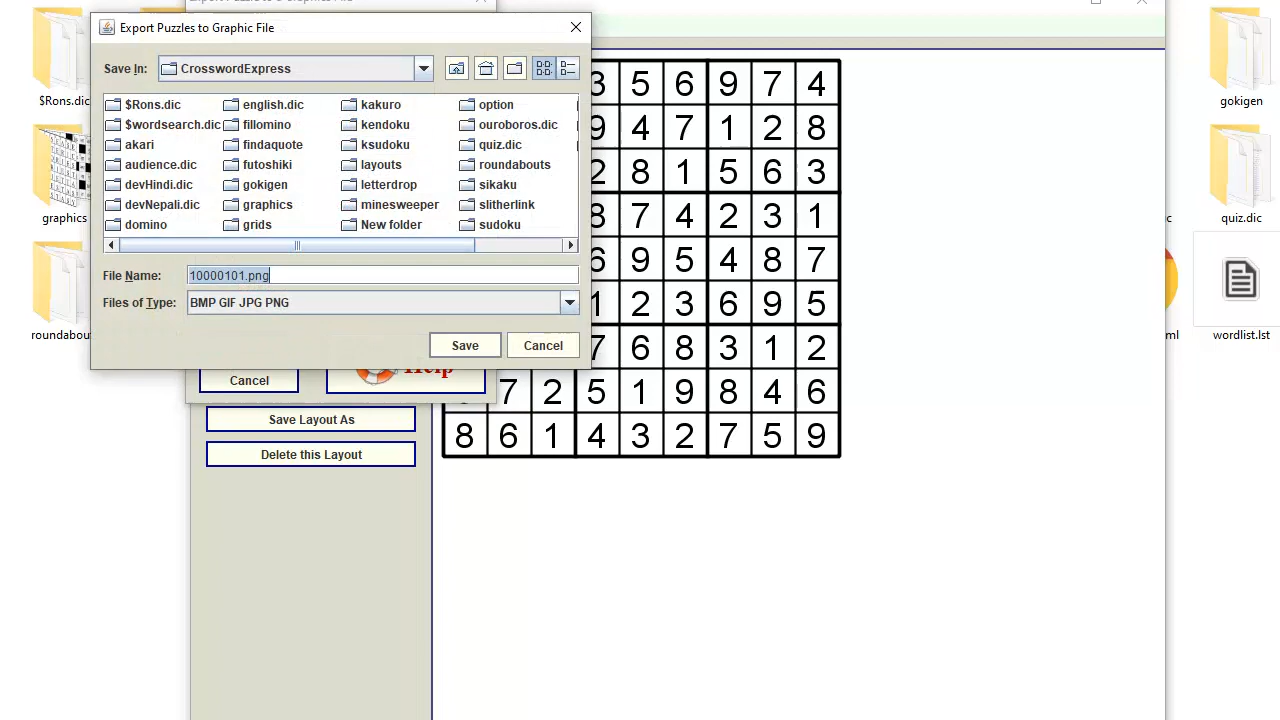 Export Puzzles to Graphic File
Save In:
CrosswordExpress
$Rons.dic
english.dic
kakuro
option
$wordsearch.dic
fillomino
kendoku
ouroboros.dic
akari
findaquote
ksudoku
quiz.dic
audience.dic
futoshiki
layouts
roundabouts
devHindi.dic
gokigen
letterdrop
sikaku
devNepali.dic
graphics
minesweeper
slitherlink
domino
grids
New folder
sudoku
File Name:
10000101.png
Files of Type:
BMP GIF JPG PNG
Save
Cancel
Cancel
Help
Save Layout As
Delete this Layout
3 5 6 9 7 4
9 4 7 1 2 8
2 8 1 5 6 3
8 7 4 2 3 1
6 9 5 4 8 7
1 2 3 6 9 5
7 6 8 3 1 2
7 2 5 1 9 8 4 6
8 6 1 4 3 2 7 5 9
$Rons.dic
graphics
roundabou
gokigen
quiz.dic
wordlist.lst
ml